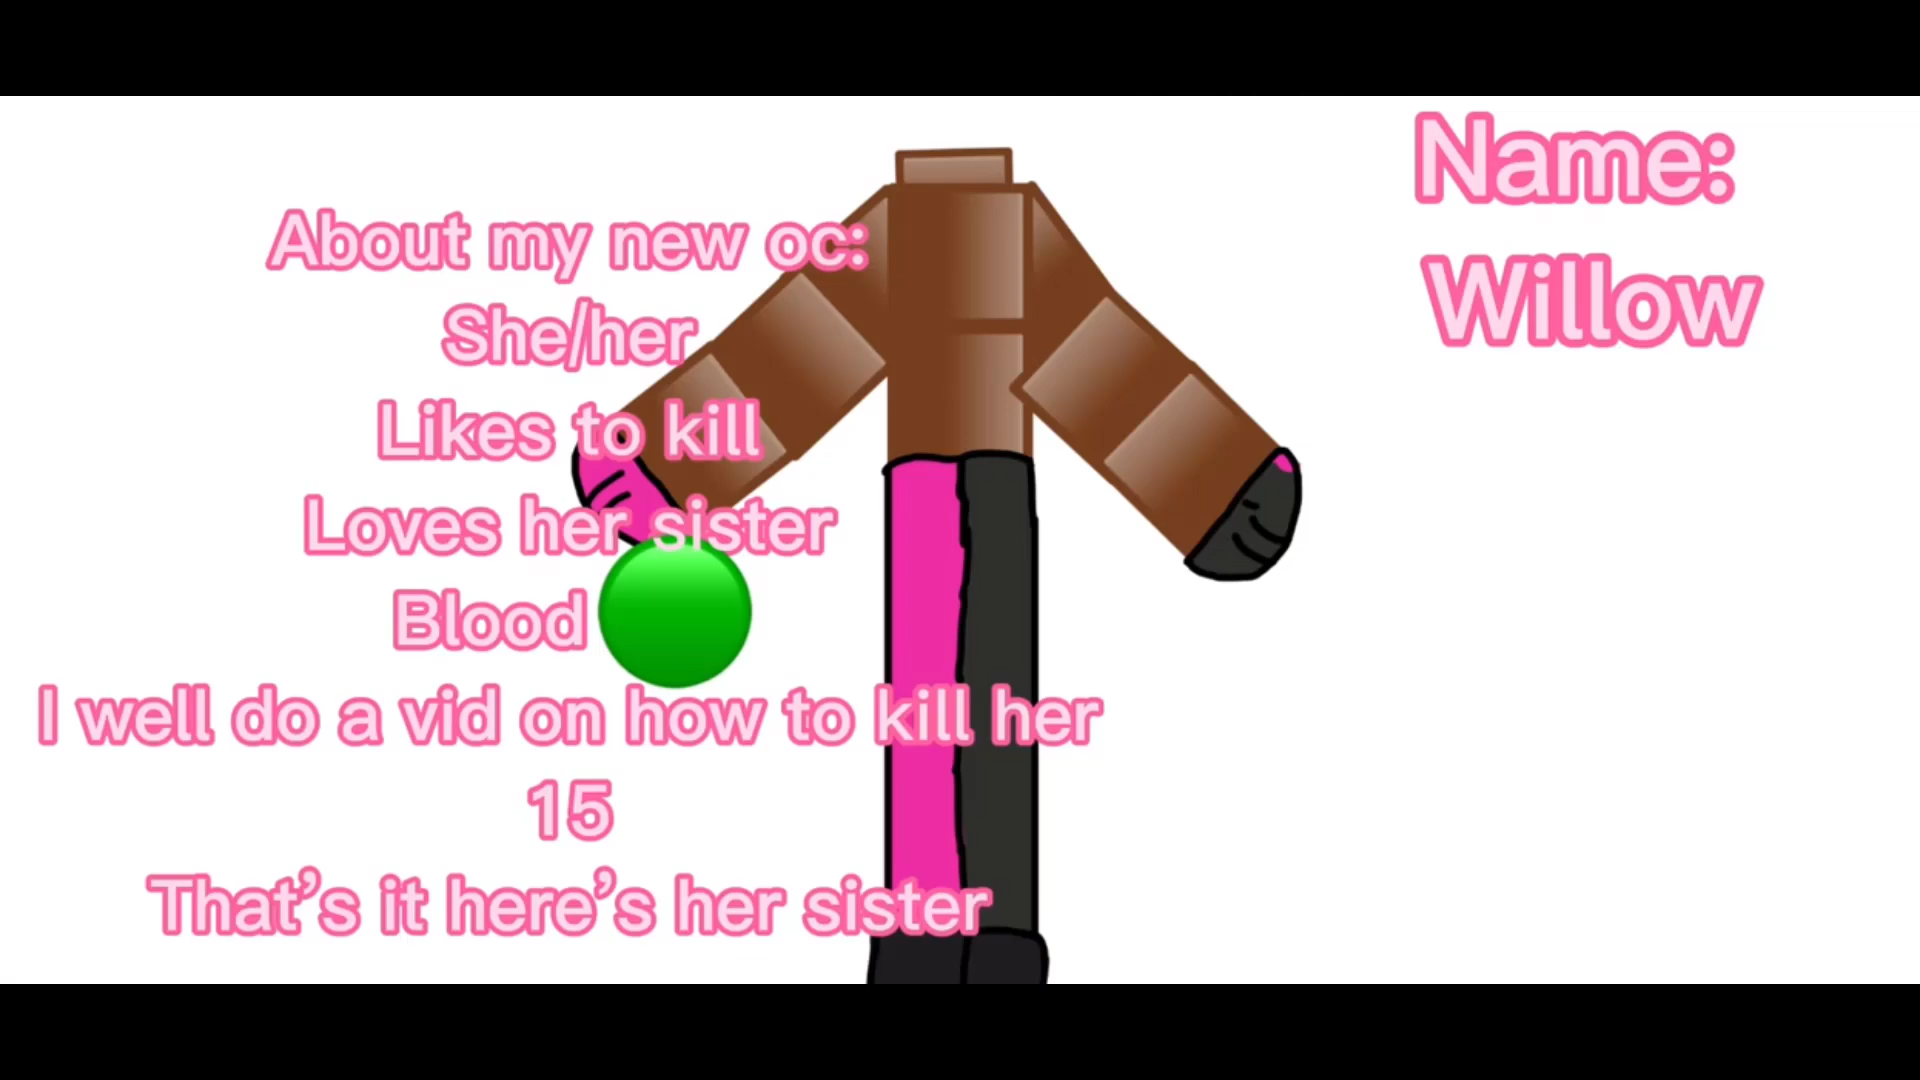 Name:
Willow
About my new oc:
She/her
Likes to kill
Loves her sister
Blood
I well do a vid on how to kill her
15
That’s it here’s her sister